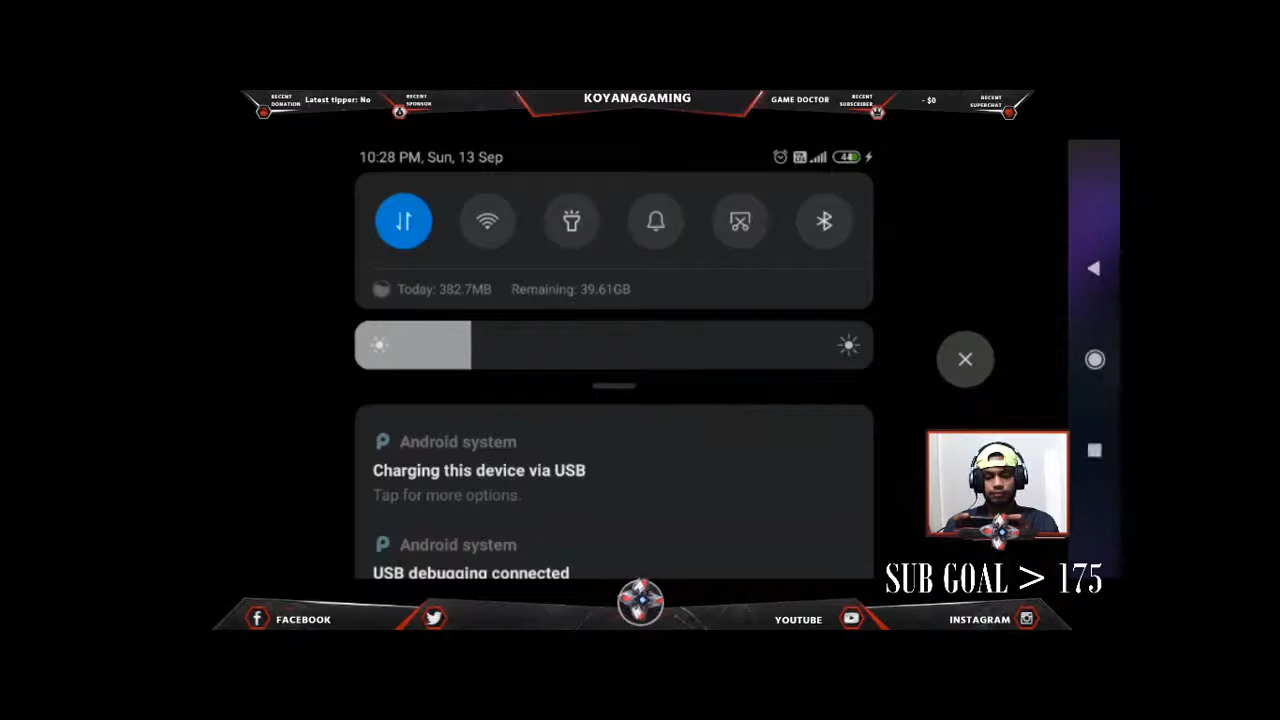 RECENT DONATION
Latest tipper: No
RECENT SPONSOR
KOYANAGAMING
GAME DOCTOR
RECENT SUBSCRIBER
- $0
RECENT SUPERCHAT
10:28 PM, Sun, 13 Sep
44
Today: 382.7MB Remaining: 39.61GB
Android system
Charging this device via USB
Tap for more options.
Android system
USB debugging connected
SUB GOAL > 175
FACEBOOK
YOUTUBE
INSTAGRAM